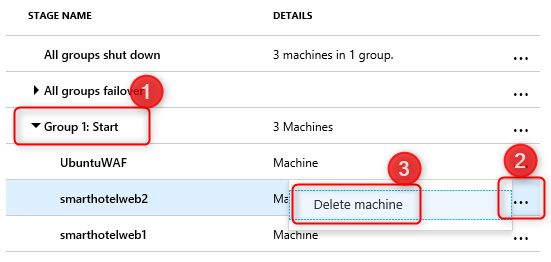 STAGE NAME DETAILS
All groups shut down 3 machines in 1 group. ...
All groups failover ...
1
Group 1: Start 3 Machines ...
UbuntuWAF Machine
2
3
smarthotelweb2 Ma Delete machine ...
smarthotelweb1 Machine ...